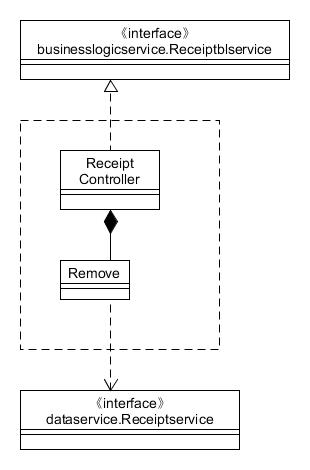 《interface》
businesslogicservice.Receiptblservice
Receipt
Controller
Remove
《interface》
dataservice.Receiptservice